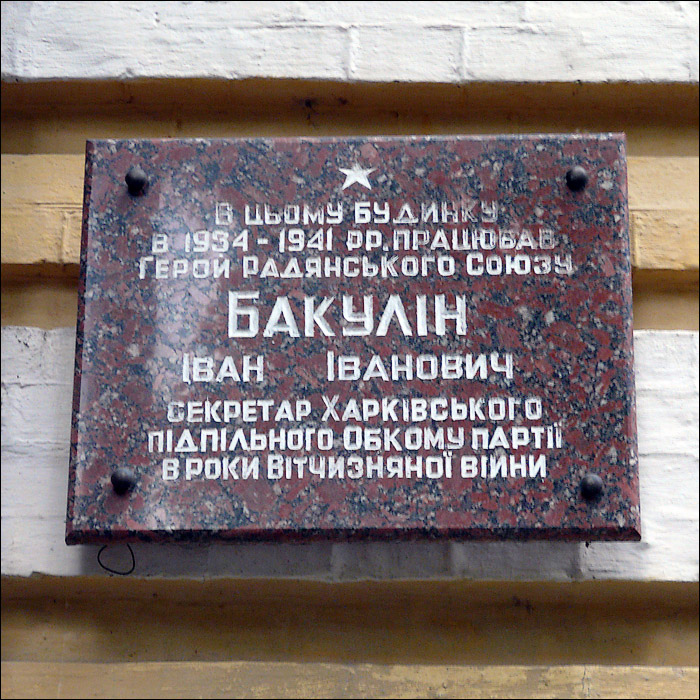 В ЦЬОМУ БУДИНКУ
В 1934 - 1941 РР. ПРАЦЮВАВ
ГЕРОЙ РАДЯНСЬКОГО СОЮЗУ
БАКУЛІН
ІВАН ІВАНОВИЧ
СЕКРЕТАР ХАРКІВСЬКОГО
ПІДПІЛЬНОГО ОБКОМУ ПАРТІЇ
В РОКИ ВІТЧИЗНЯНОЇ ВІЙНИ